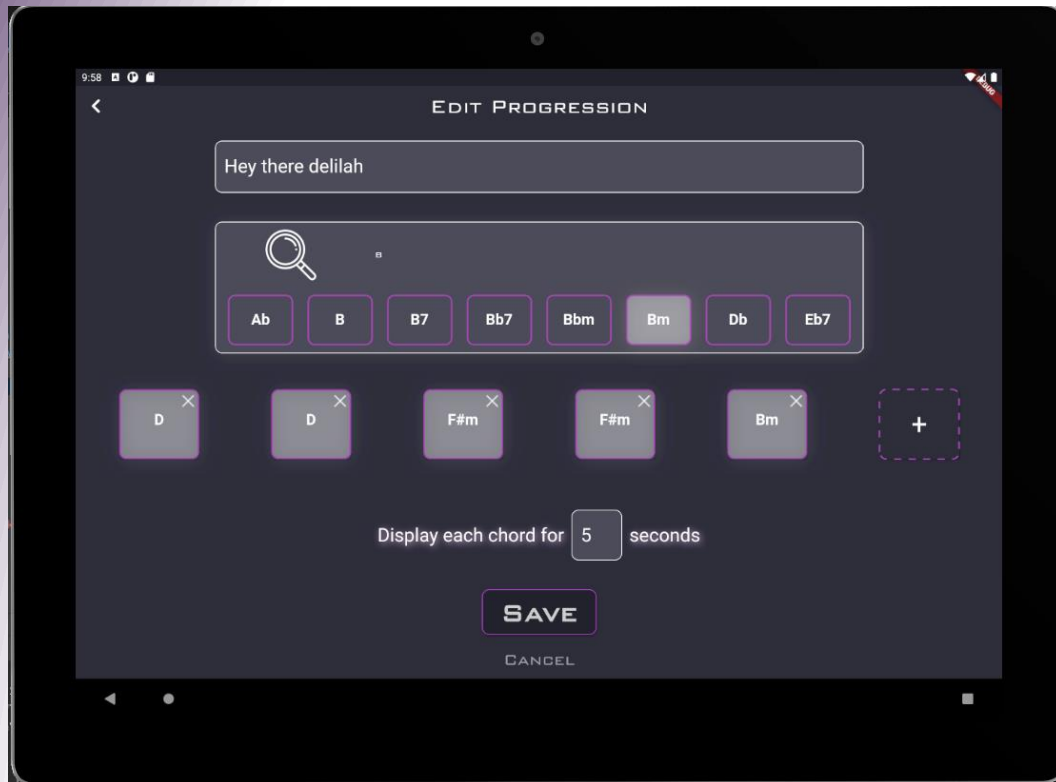 9:58
DEBUG
EDIT PROGRESSION
Hey there delilah
B
Ab B B7 Bb7 Bbm Bm Db Eb7
D D F#m F#m Bm +
Display each chord for 5 seconds
SAVE
CANCEL